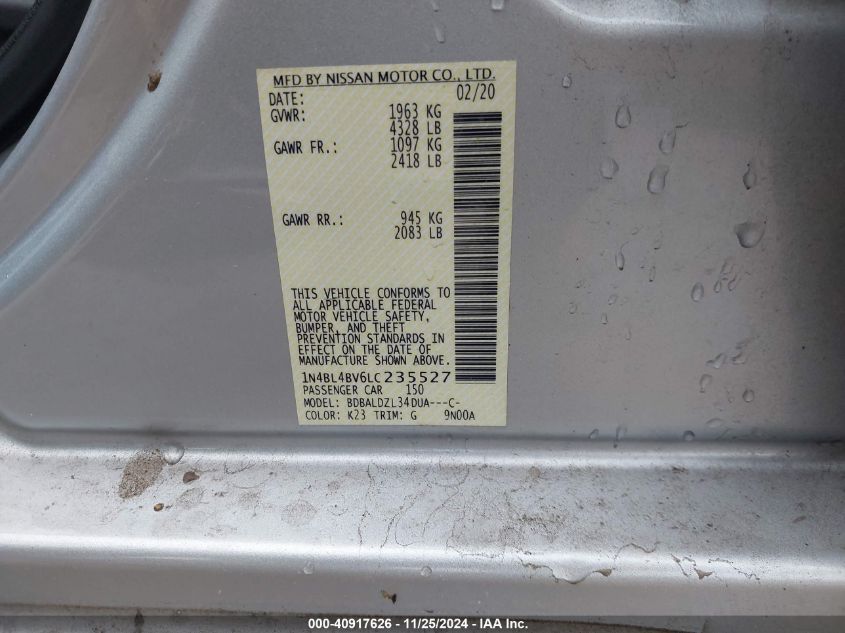 MFD BY NISSAN MOTOR CO., LTD.
DATE: 02/20
GVWR: 1963 KG
4328 LB
GAWR FR.: 1097 KG
2418 LB
GAWR RR.: 945 KG
2083 LB
THIS VEHICLE CONFORMS TO
ALL APPLICABLE FEDERAL
MOTOR VEHICLE SAFETY,
BUMPER, AND THEFT
PREVENTION STANDARDS IN
EFFECT ON THE DATE OF
MANUFACTURE SHOWN ABOVE.
1N4BL4BV6LC235527
PASSENGER CAR 150
MODEL: BDBALDZL34DUA---C-
COLOR: K23 TRIM: G 9N00A
000-40917626 - 11/25/2024 - IAA Inc.